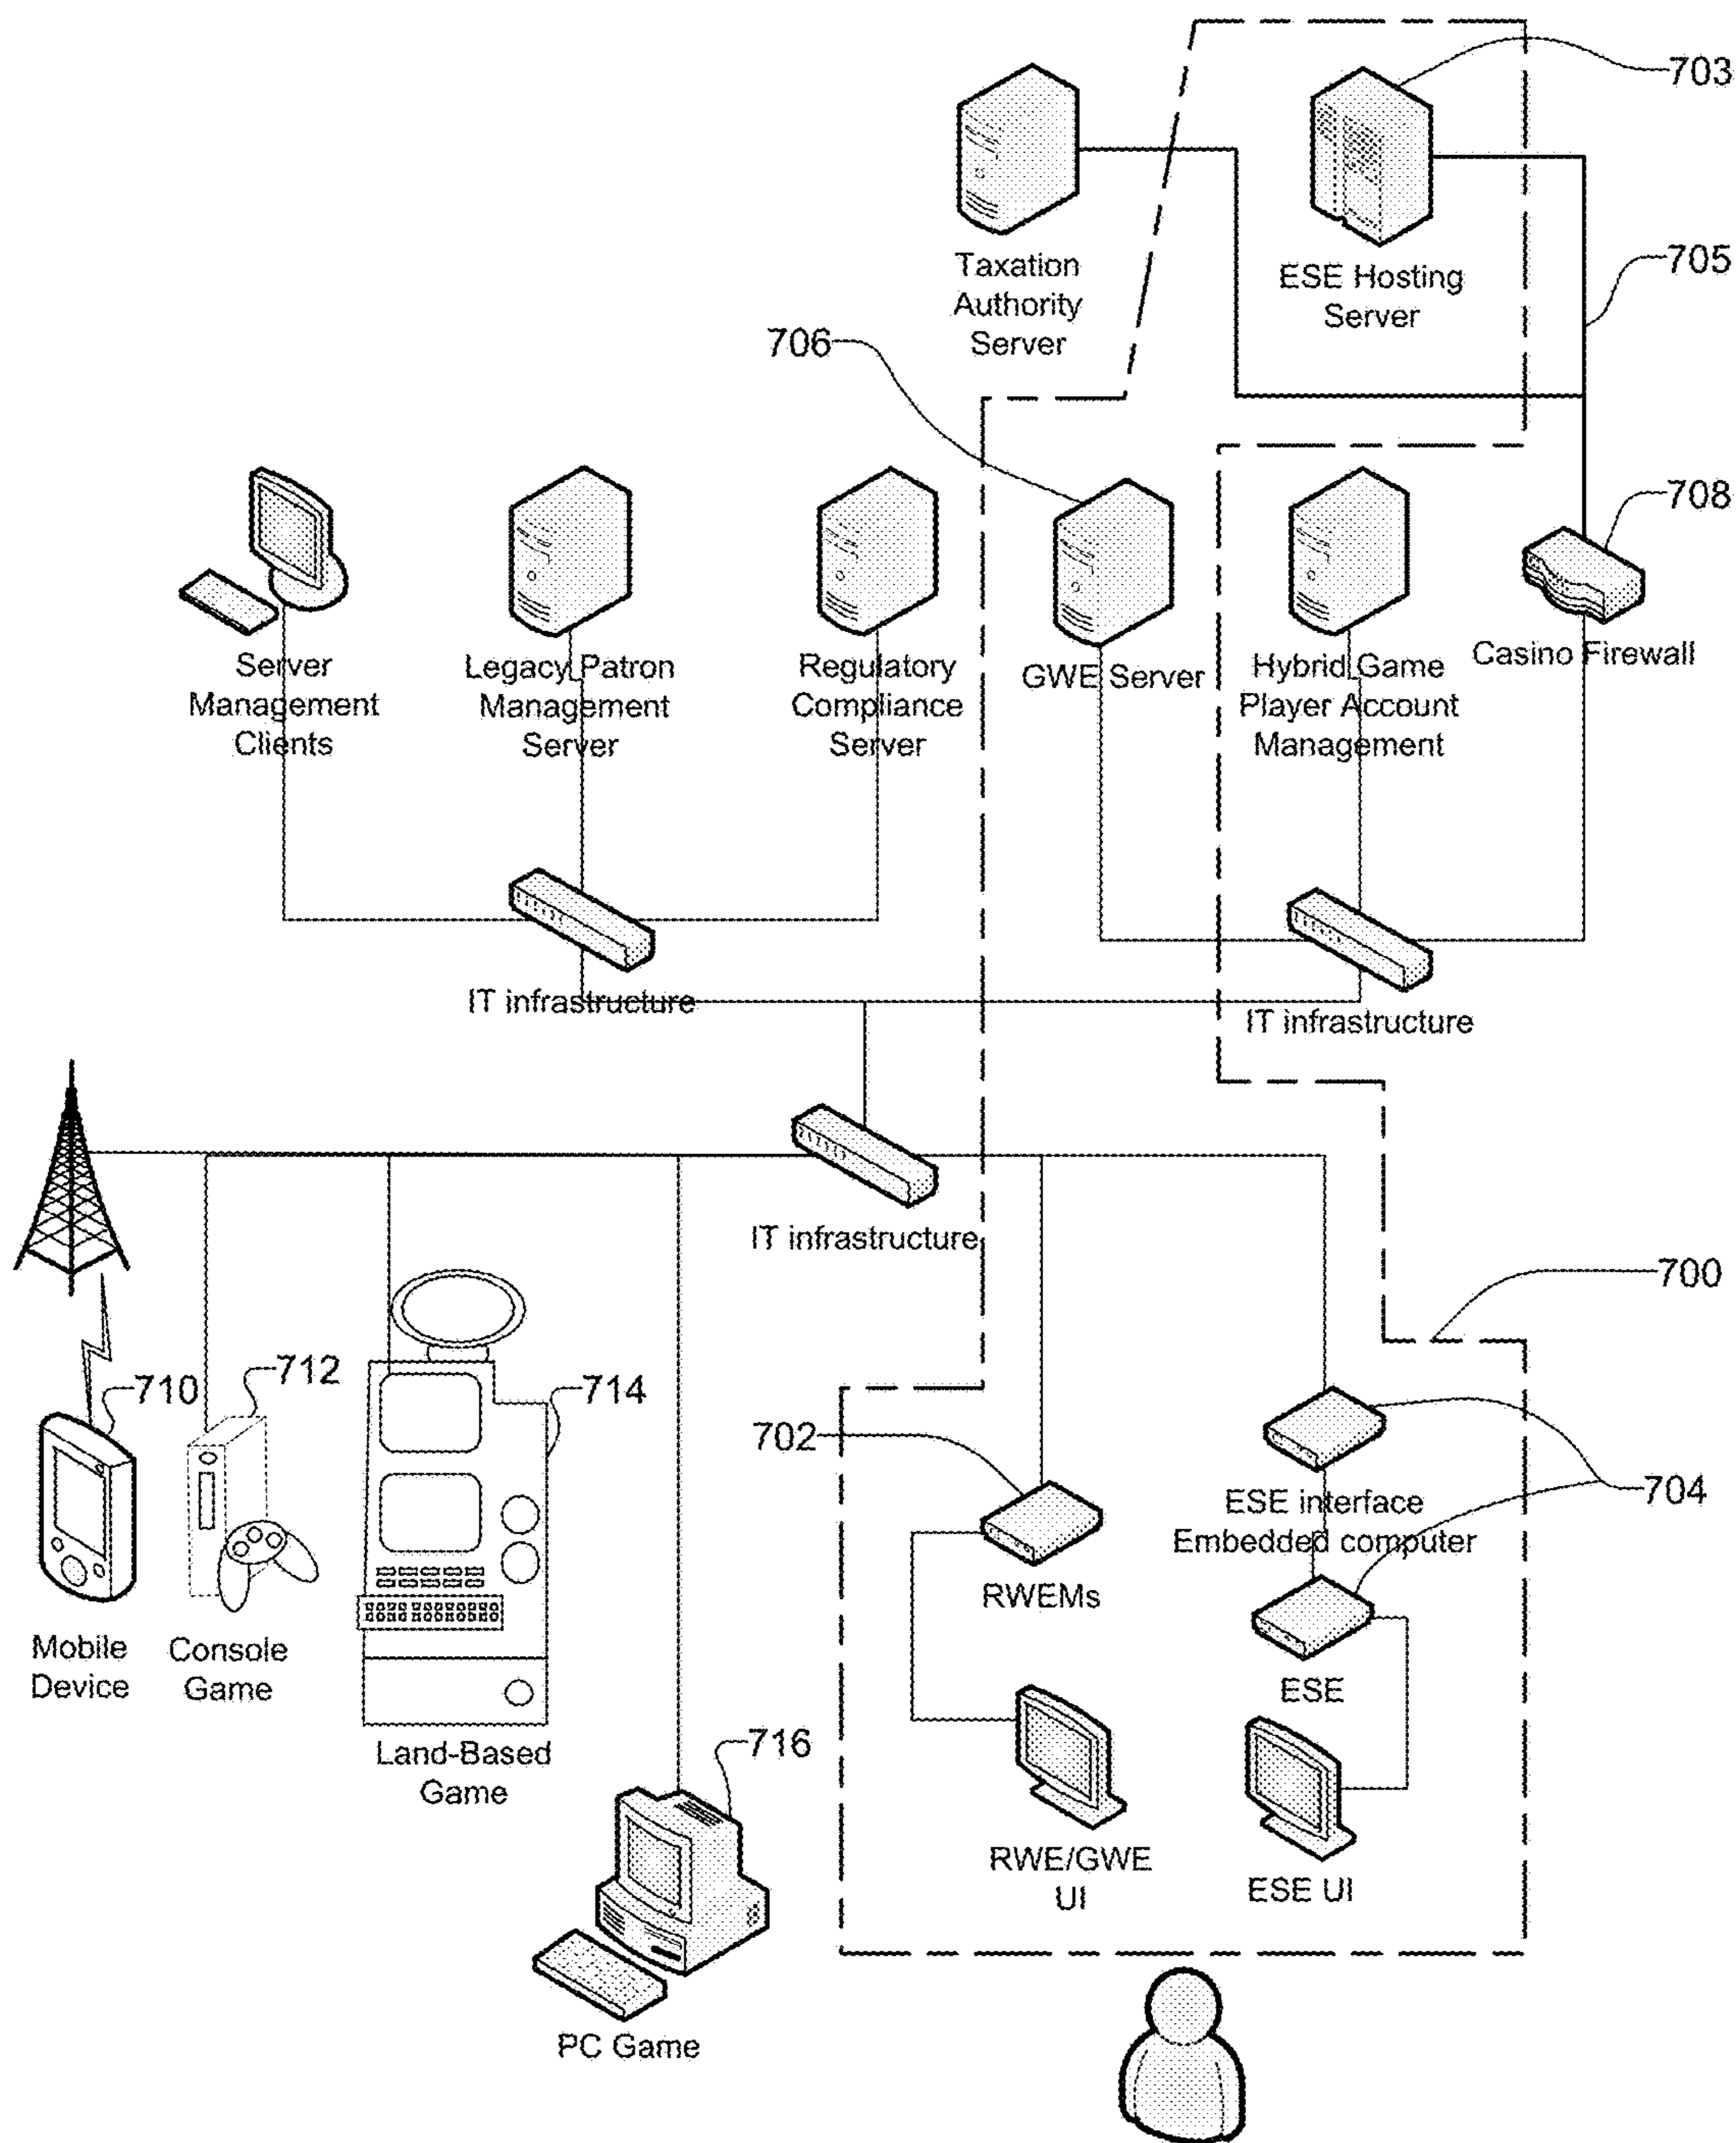 703
Taxation
Authority
Server
ESE Hosting
Server
705
706
708
Server
Management
Clients
Legacy Patron
Management
Server
Regulatory
Compliance
Server
GWE Server
Hybrid Game
Player Account
Management
Casino Firewall
IT infrastructure
IT infrastructure
IT infrastructure
700
710
712
714
702
704
ESE interface
Embedded computer
RWEMs
ESE
Mobile
Device
Console
Game
Land-Based
Game
716
RWE/GWE
UI
ESE UI
PC Game